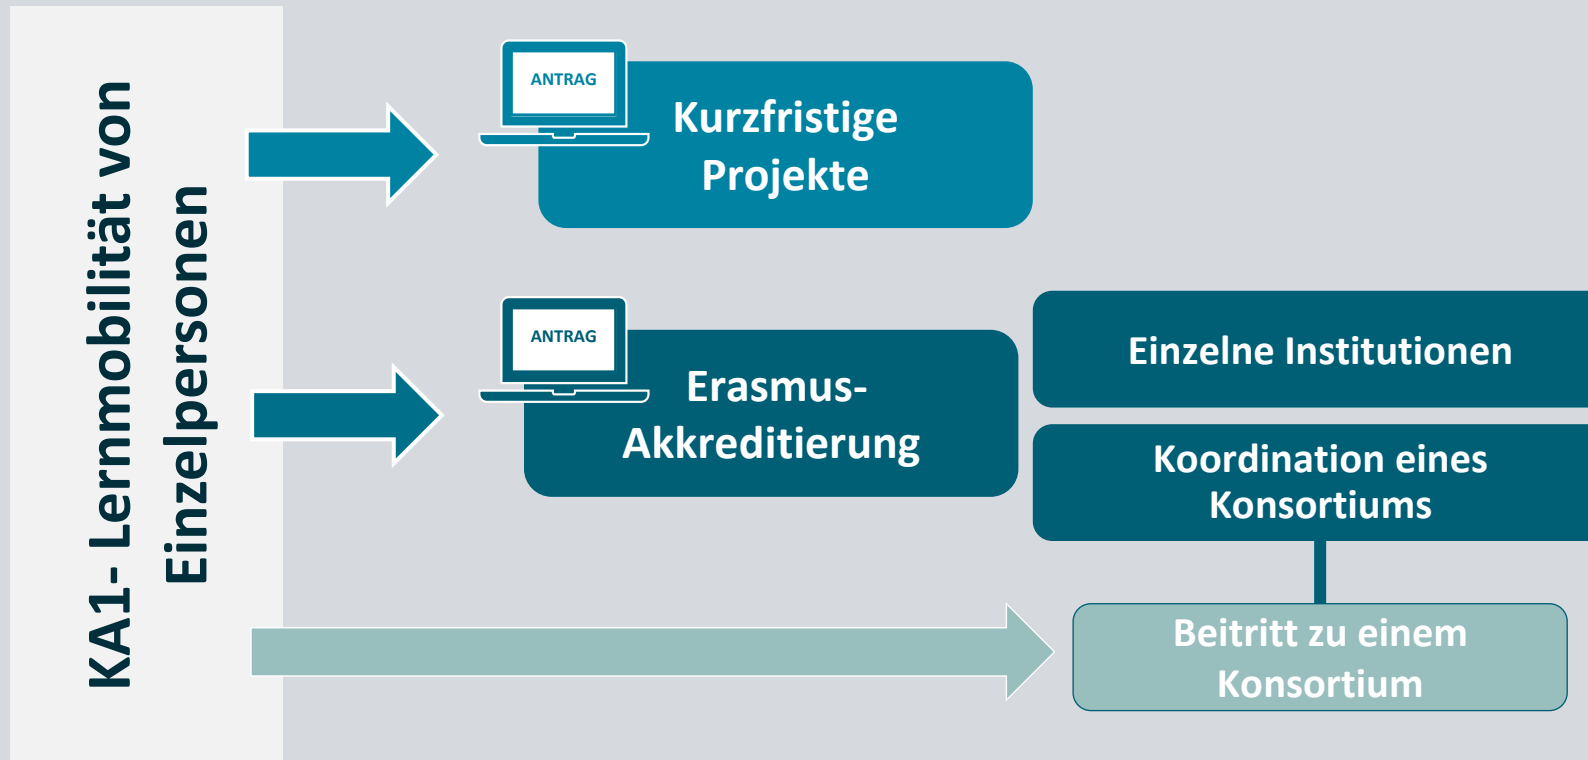 KA1- Lernmobilität von
Einzelpersonen
ANTRAG
Kurzfristige
Projekte
ANTRAG
Erasmus-
Akkreditierung
Einzelne Institutionen
Koordination eines
Konsortiums
Beitritt zu einem
Konsortium